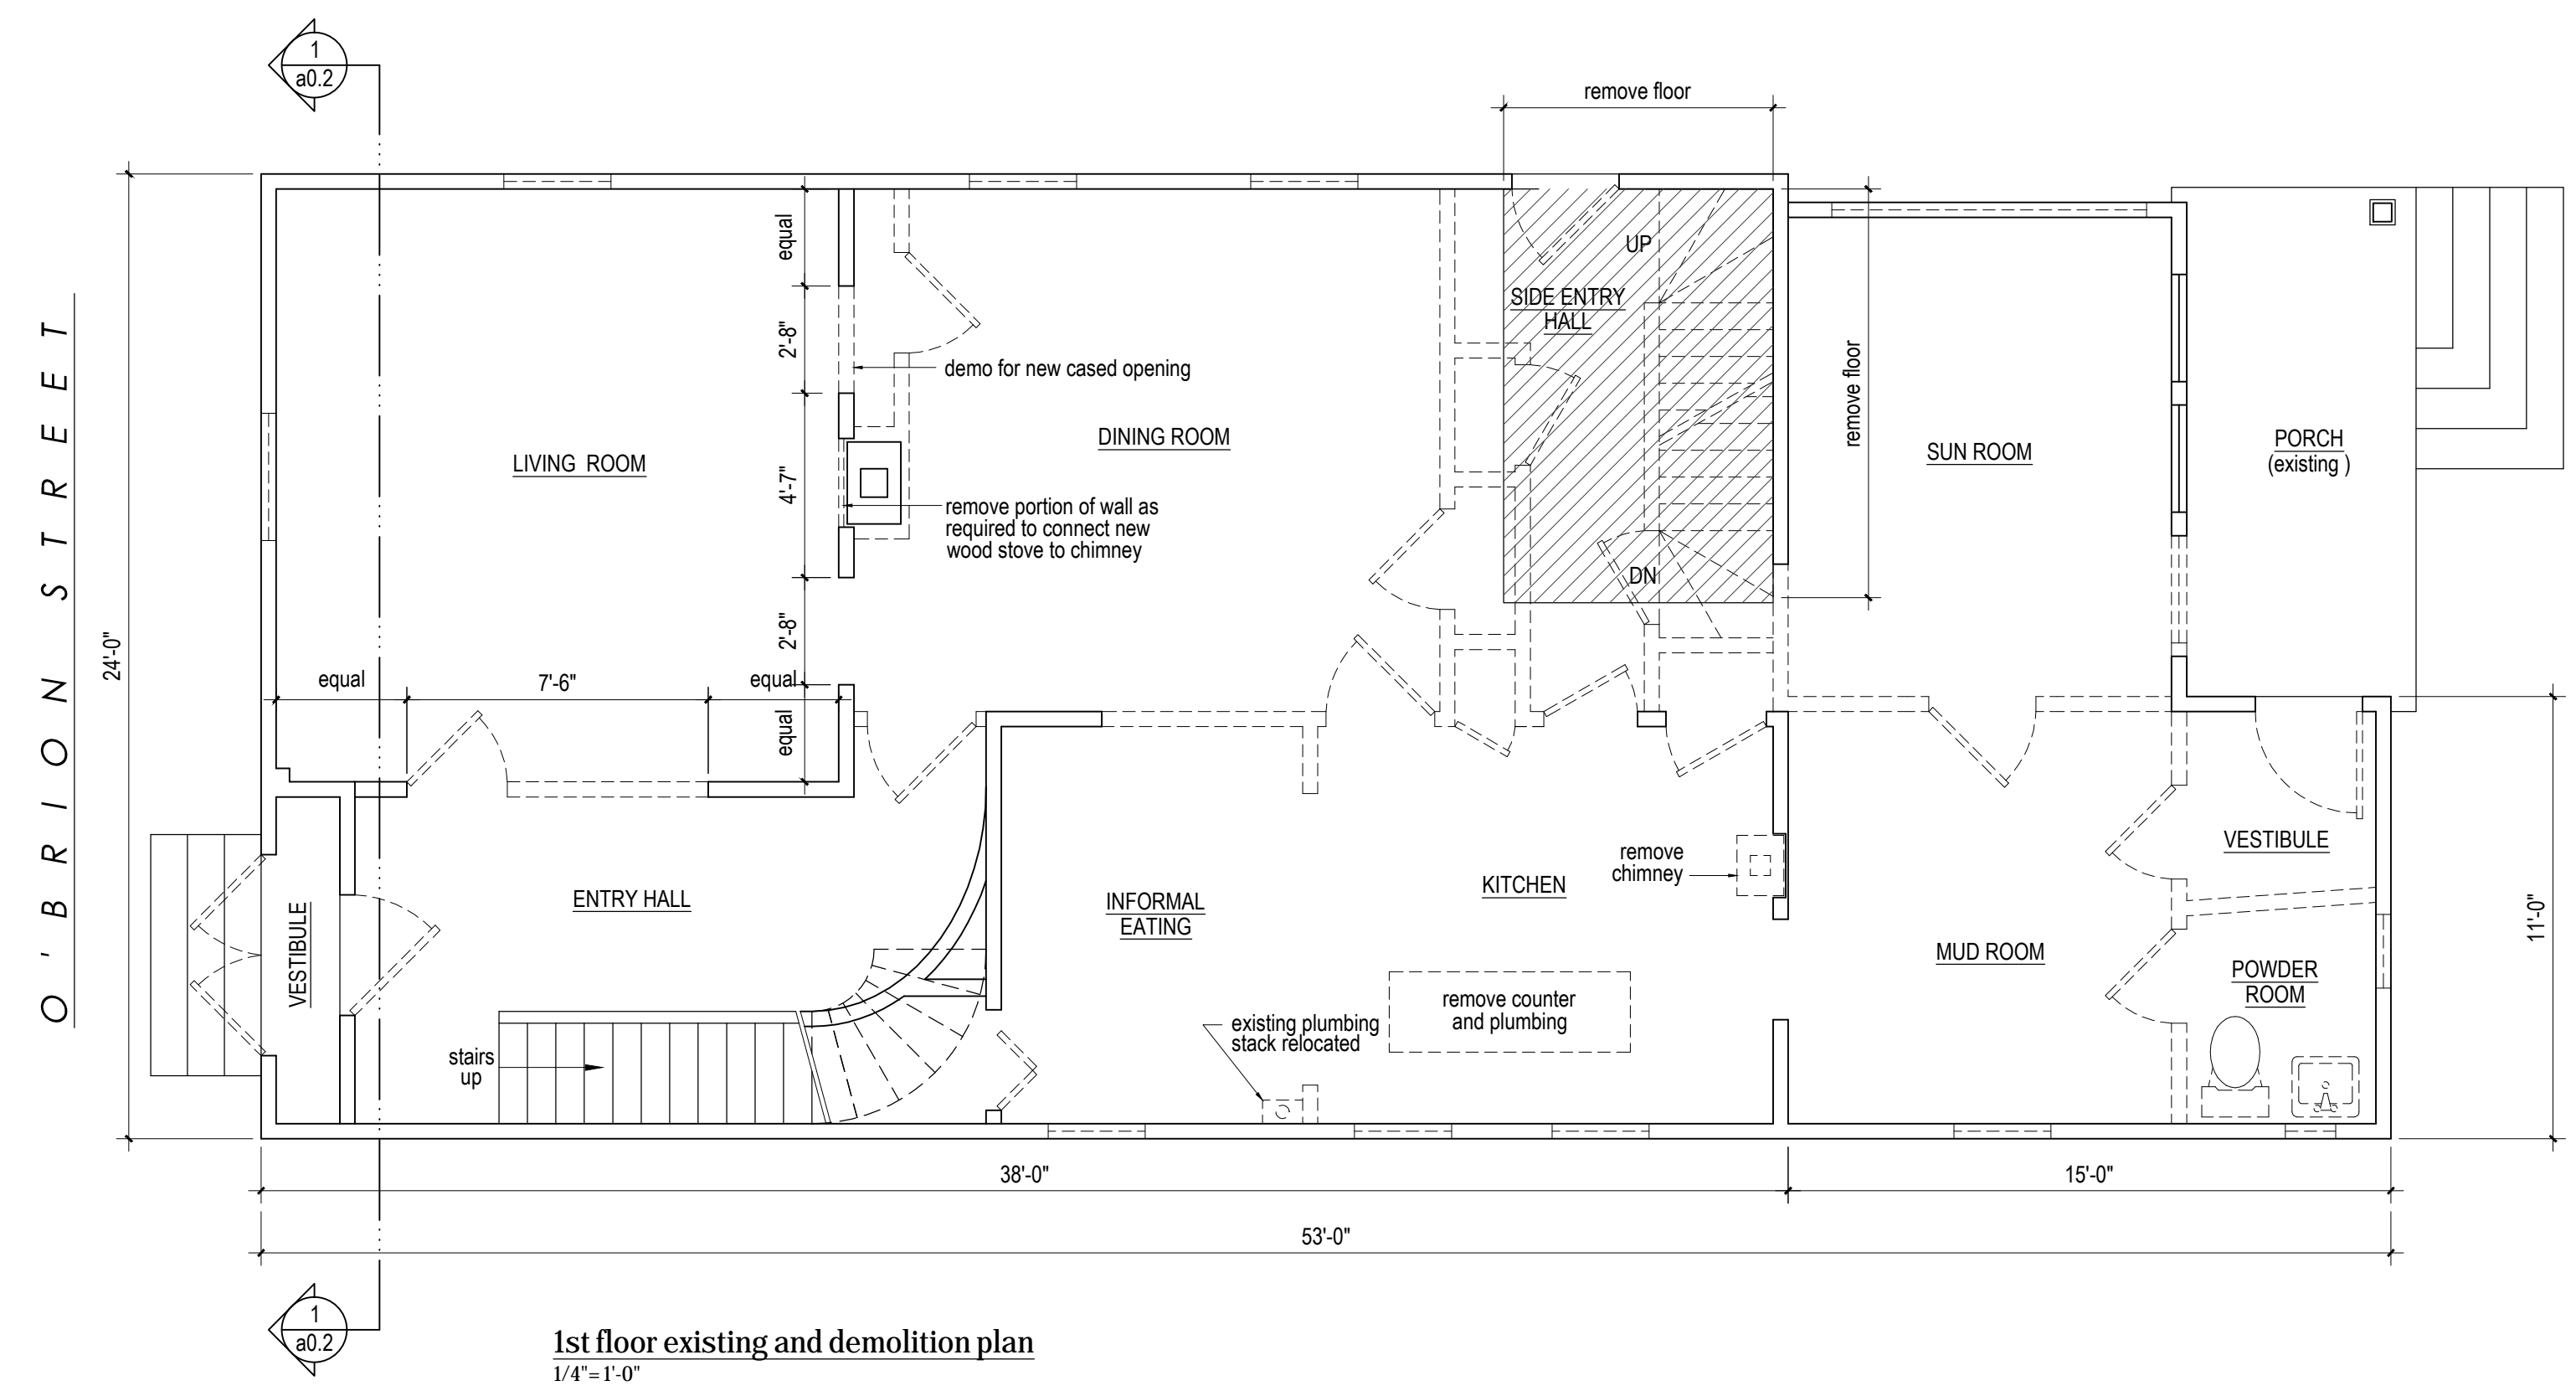 1
a0.2
remove floor
UP
SIDE ENTRY
HALL
equal
2'-8"
demo for new cased opening
LIVING  ROOM
DINING ROOM
remove floor
SUN ROOM
PORCH
(existing )
4'-7"
remove portion of wall as
required to connect new
wood stove to chimney
DN
O'BRION STREET
24'-0"
2'-8"
equal
7'-6"
equal
equal
VESTIBULE
ENTRY HALL
INFORMAL
EATING
KITCHEN
remove
chimney
VESTIBULE
MUD ROOM
POWDER
ROOM
11'-0"
remove counter
and plumbing
existing plumbing
stack relocated
stairs
up
38'-0"
15'-0"
53'-0"
1
a0.2
1st floor existing and demolition plan
1/4"=1'-0"